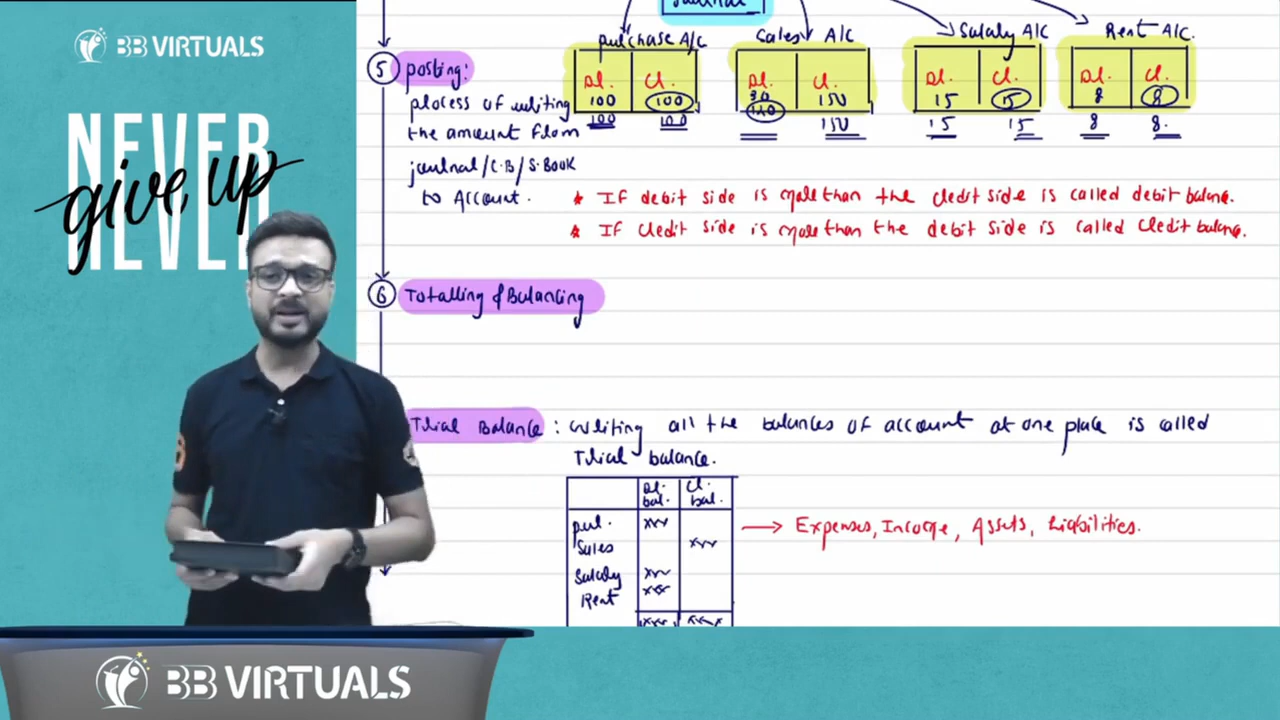 BB VIRTUALS
NEVER
give up
NEVER
Journal
Purchase A/C
Sales A/C
Salary A/C
Rent A/C.
5 posting:
Dr. Cr.
100 100
100 100
Dr. Cr.
30 150
120
150
Dr. Cr.
15 15
15 15
Dr. Cr.
8 8
8 8.
process of writing
the amount from
journal/C.B/S.Book
to Account.
* If debit side is more than the credit side is called debit balance.
* If credit side is more than the debit side is called credit balance.
6 Totalling & Balancing
Trial Balance : writing all the balances of account at one place is called
Trial balance.
Dr. bal. Cr. bal.
pur. xxx
Sales xxx
Salary xxx
Rent xxx
xxx xxx
→ Expenses, Income, Assets, Liabilities.
BB VIRTUALS